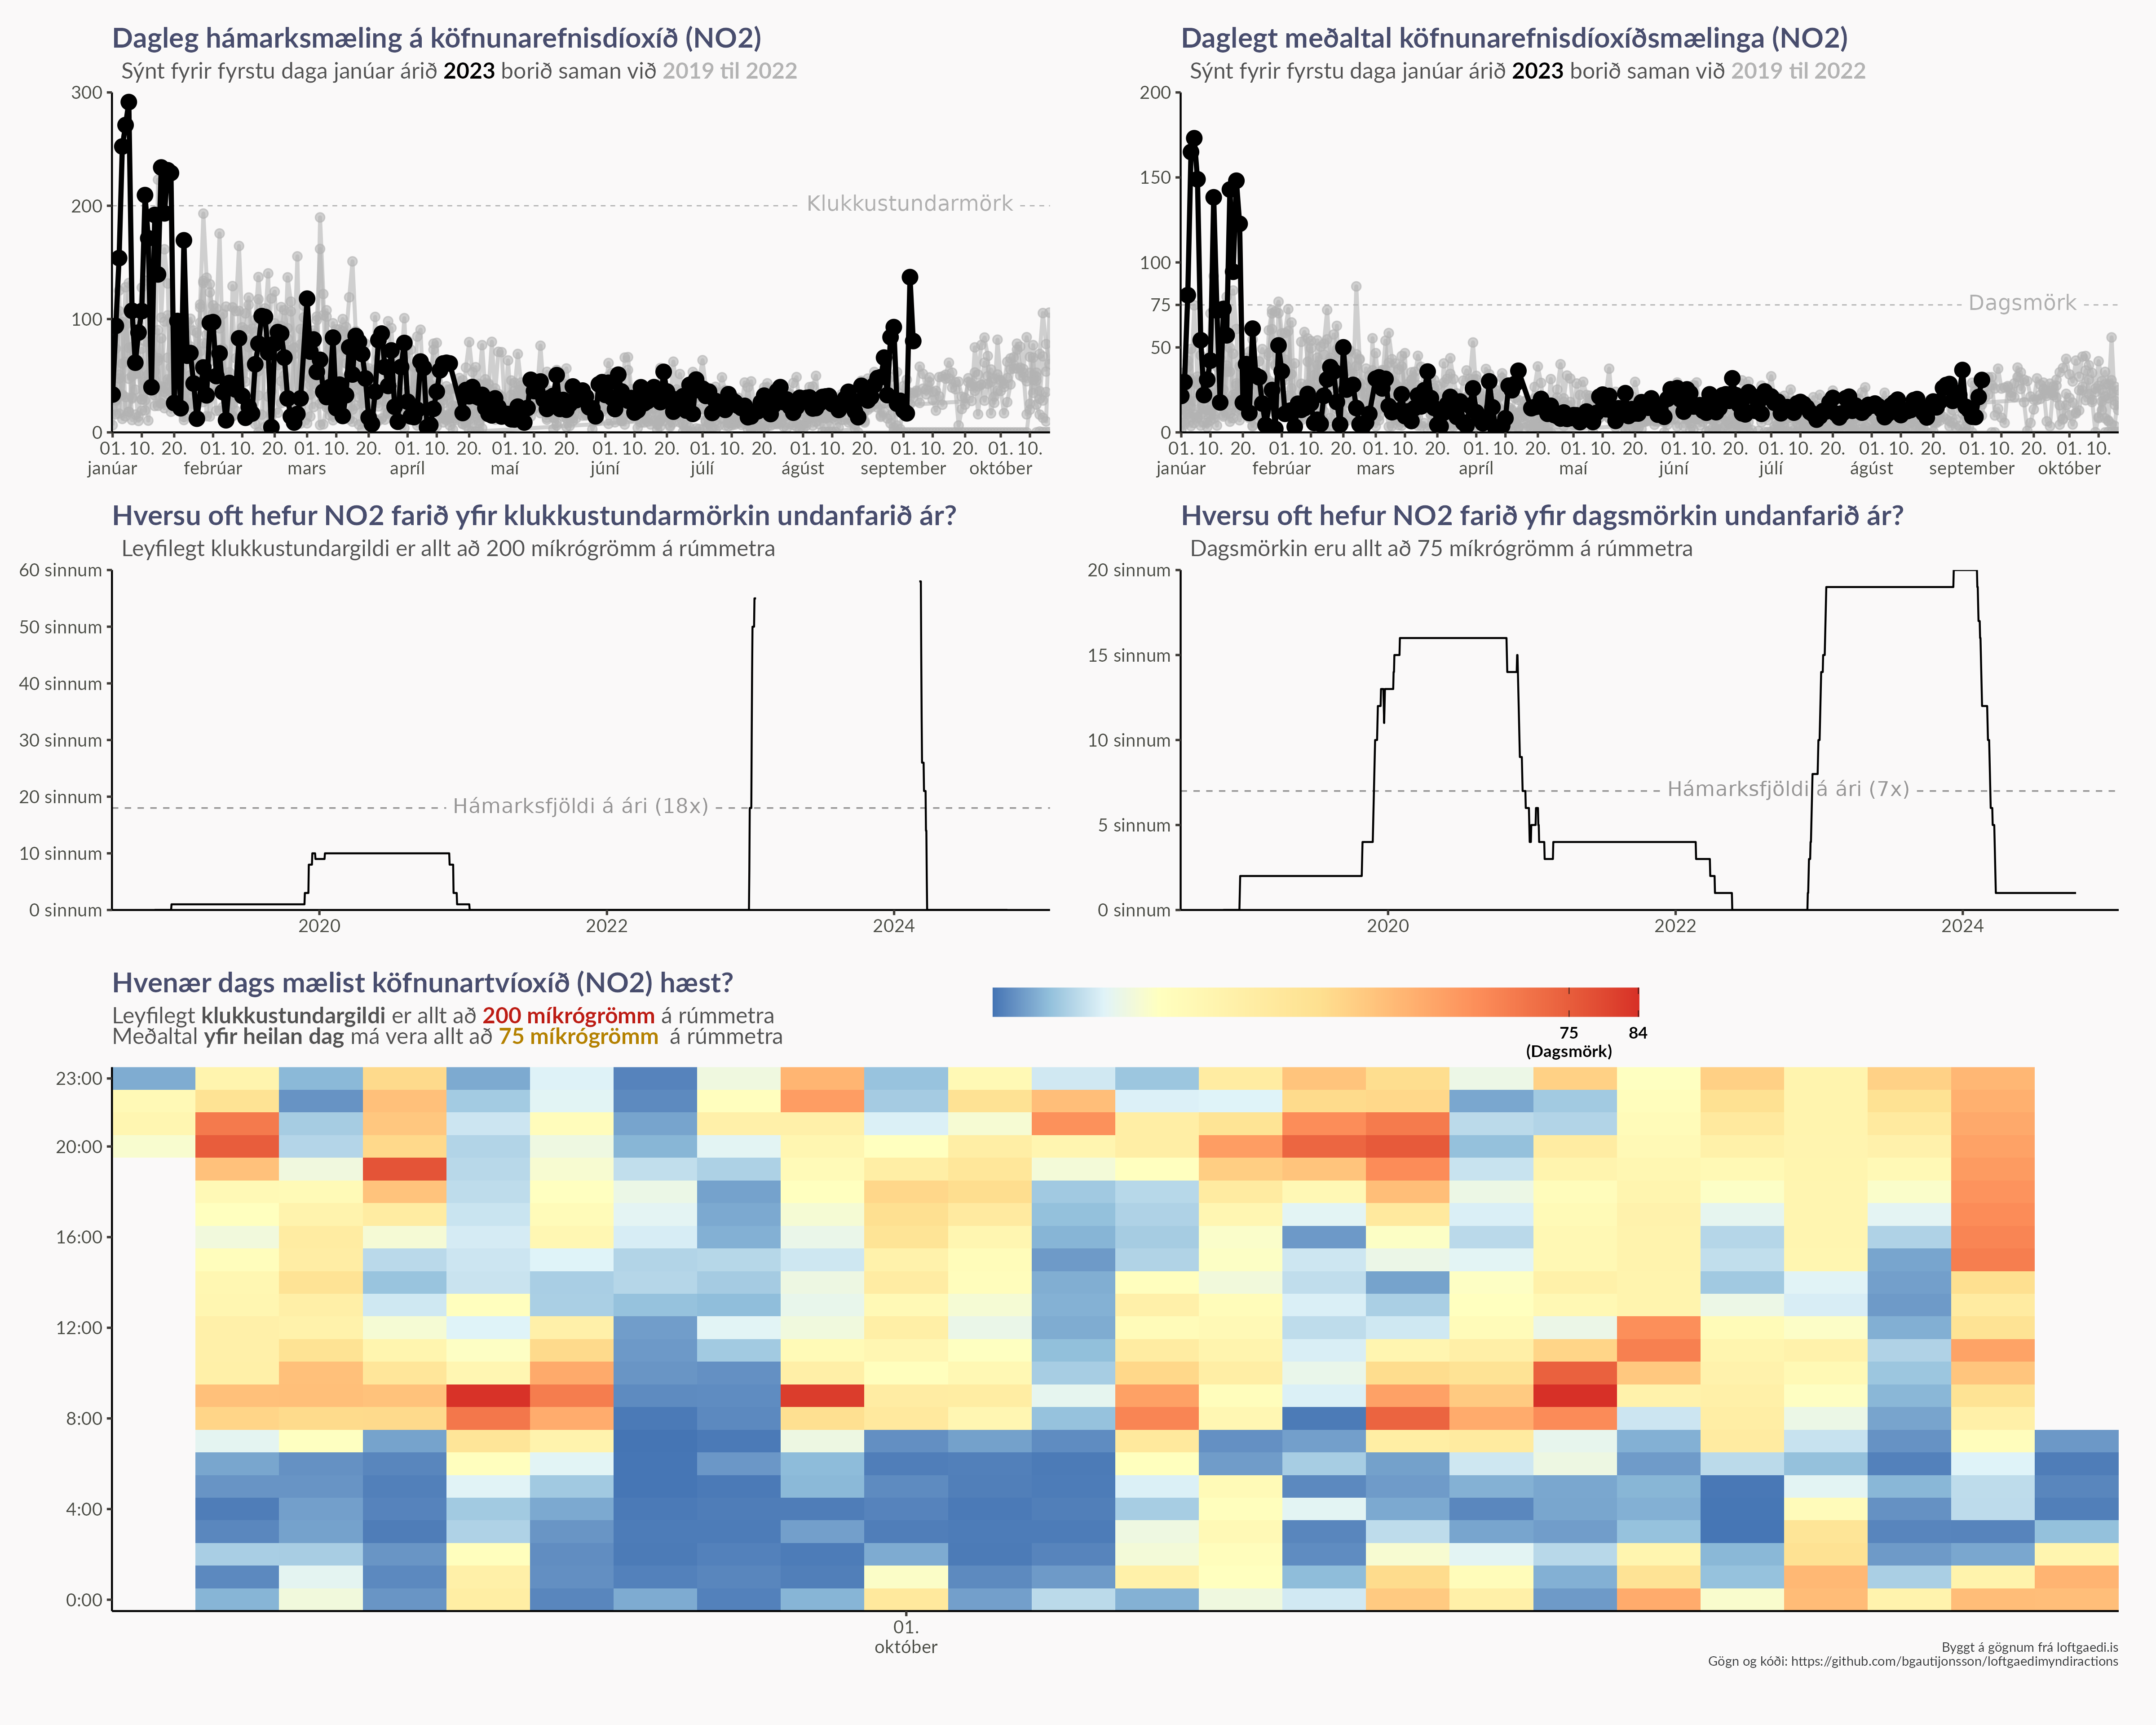 Dagleg hámarksmæling á köfnunarefnisdíoxíð (NO2)
Sýnt fyrir fyrstu daga janúar árið 2023 borið saman við 2019 til 2022
300
200
100
0
Klukkustundarmörk
01. 10. 20. 01. 10. 20. 01. 10. 20. 01. 10. 20. 01. 10. 20. 01. 10. 20. 01. 10. 20. 01. 10. 20. 01. 10. 20. 01. 10.
janúar febrúar mars apríl maí júní júlí ágúst september október
Daglegt meðaltal köfnunarefnisdíoxíðsmælinga (NO2)
Sýnt fyrir fyrstu daga janúar árið 2023 borið saman við 2019 til 2022
200
150
100
75
50
0
Dagsmörk
01. 10. 20. 01. 10. 20. 01. 10. 20. 01. 10. 20. 01. 10. 20. 01. 10. 20. 01. 10. 20. 01. 10. 20. 01. 10. 20. 01. 10.
janúar febrúar mars apríl maí júní júlí ágúst september október
Hversu oft hefur NO2 farið yfir klukkustundarmörkin undanfarið ár?
Leyfilegt klukkustundargildi er allt að 200 míkrógrömm á rúmmetra
60 sinnum
50 sinnum
40 sinnum
30 sinnum
20 sinnum
10 sinnum
0 sinnum
Hámarksfjöldi á ári (18x)
2020 2022 2024
Hversu oft hefur NO2 farið yfir dagsmörkin undanfarið ár?
Dagsmörkin eru allt að 75 míkrógrömm á rúmmetra
20 sinnum
15 sinnum
10 sinnum
5 sinnum
0 sinnum
Hámarksfjöldi á ári (7x)
2020 2022 2024
Hvenær dags mælist köfnunartvíoxíð (NO2) hæst?
Leyfilegt klukkustundargildi er allt að 200 míkrógrömm á rúmmetra
Meðaltal yfir heilan dag má vera allt að 75 míkrógrömm á rúmmetra
75 84
(Dagsmörk)
23:00
20:00
16:00
12:00
8:00
4:00
0:00
01.
október
Byggt á gögnum frá loftgaedi.is
Gögn og kóði: https://github.com/bgautijonsson/loftgaedimyndiractions